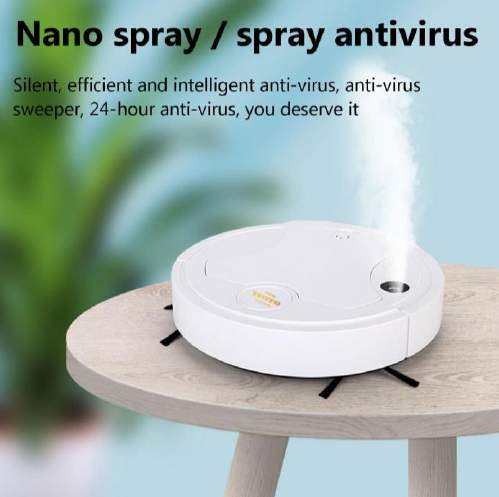 Nano spray / spray antivirus
Silent, efficient and intelligent anti-virus, anti-virus
sweeper, 24-hour anti-virus, you deserve it